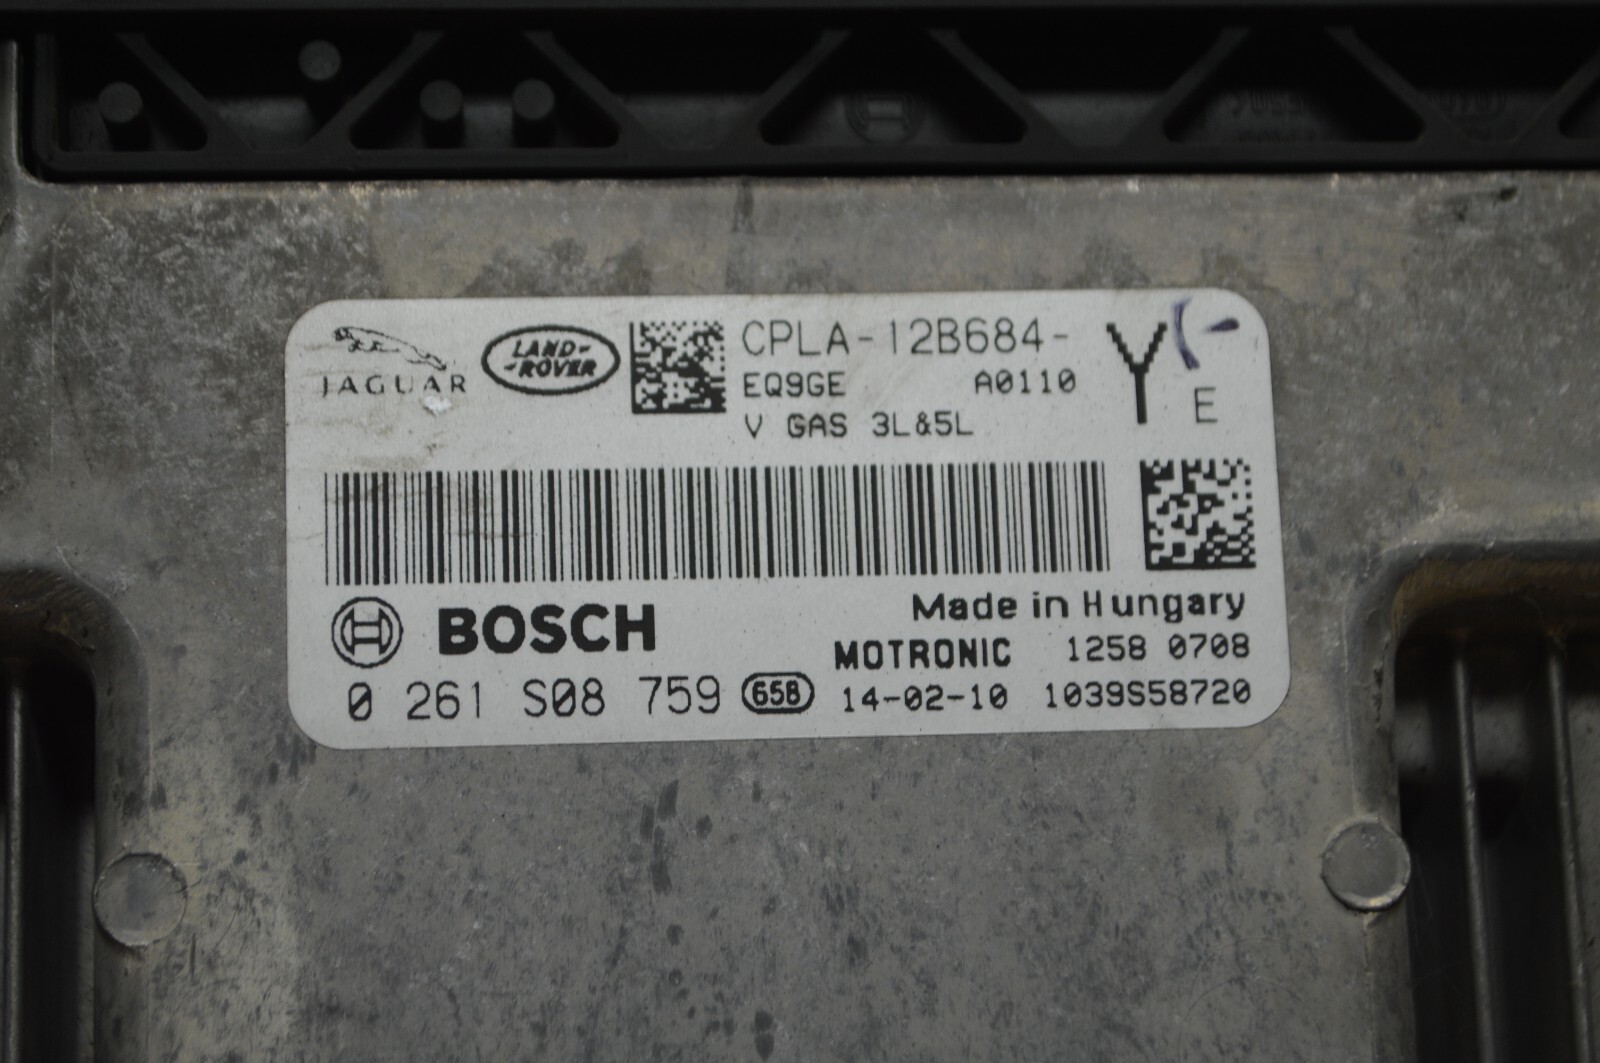 JAGUAR
LAND-
-ROVER
CPLA-12B684-
EQ9GE A0110
V GAS 3L&5L
Y
E
BOSCH
Made in Hungary
MOTRONIC 1258 0708
0 261 S08 759 658 14-02-10 1039S58720